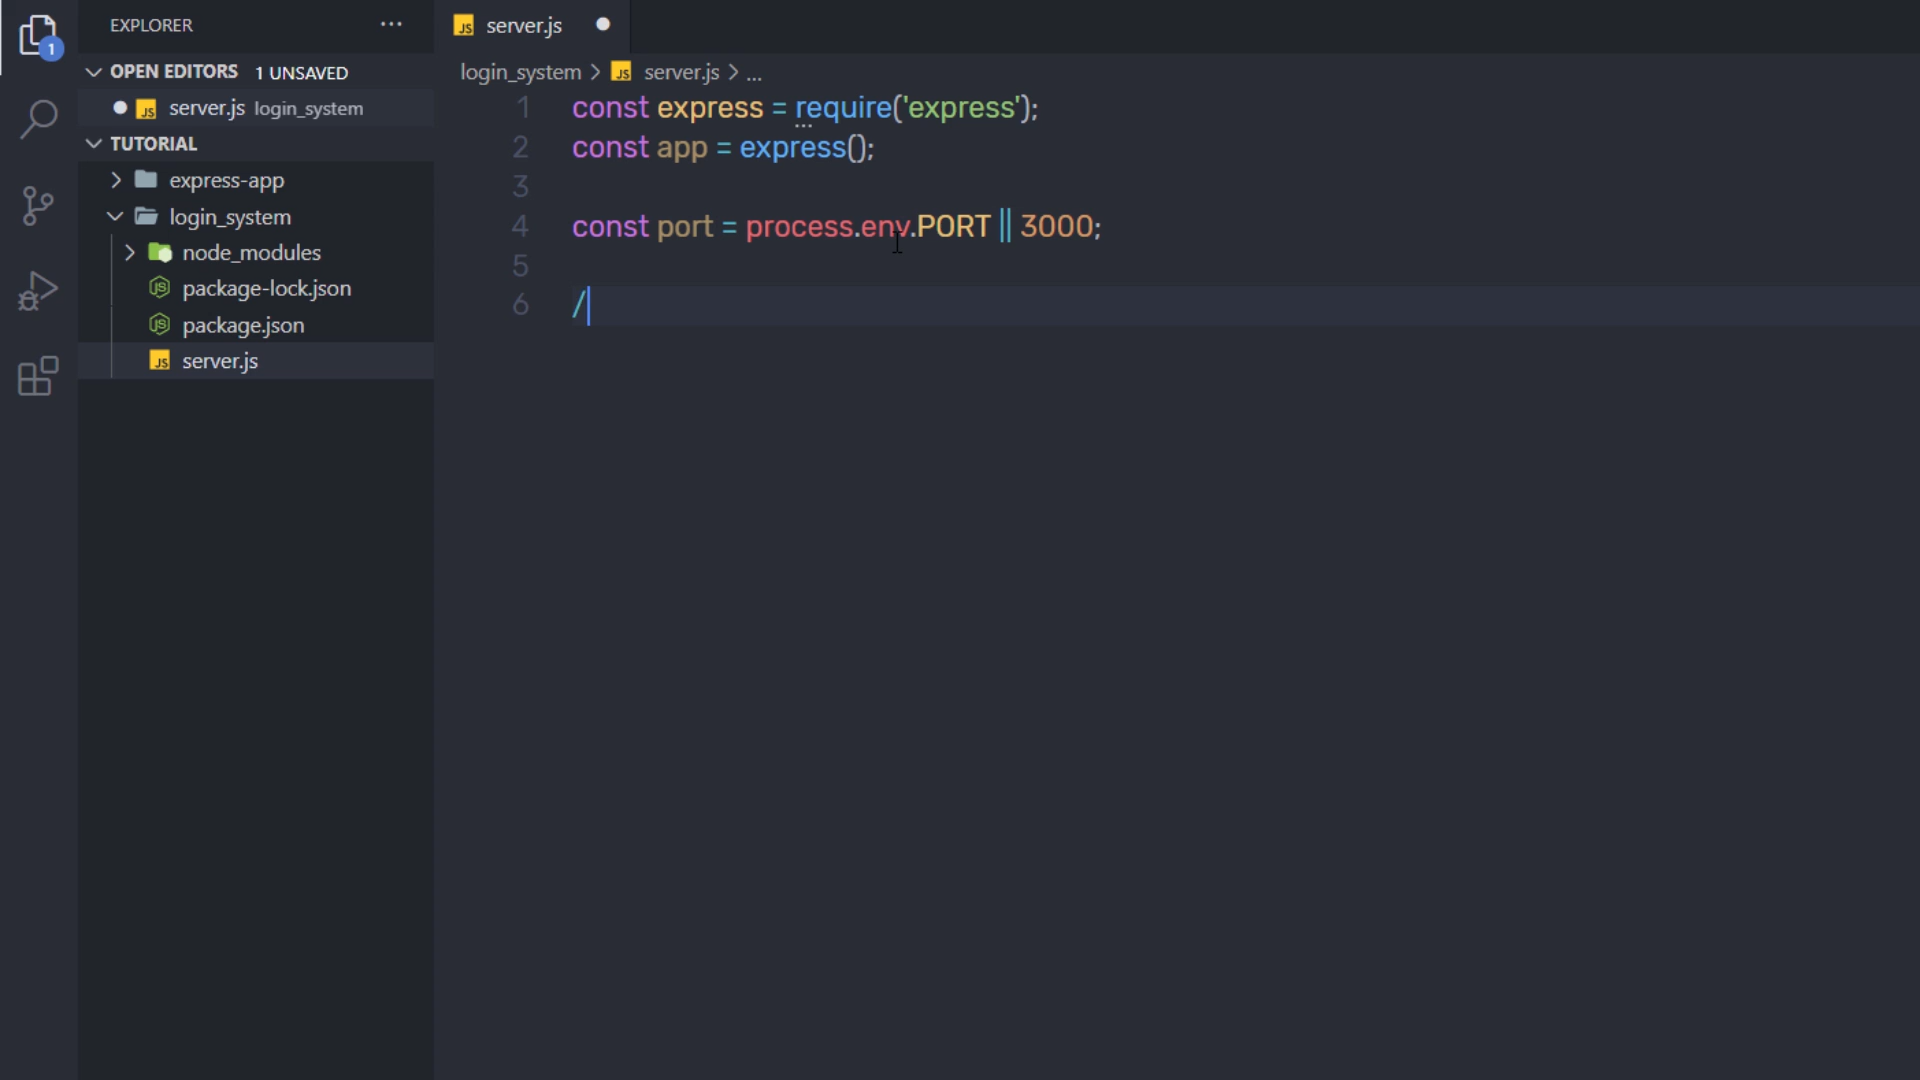 EXPLORER
OPEN EDITORS 1 UNSAVED
server.js login_system
TUTORIAL
express-app
login_system
node_modules
package-lock.json
package.json
server.js
1
server.js
login_system > JS server.js > ...
1 const express = require('express');
2 const app = express();
3
4 const port = process.env.PORT || 3000;
5
6 /